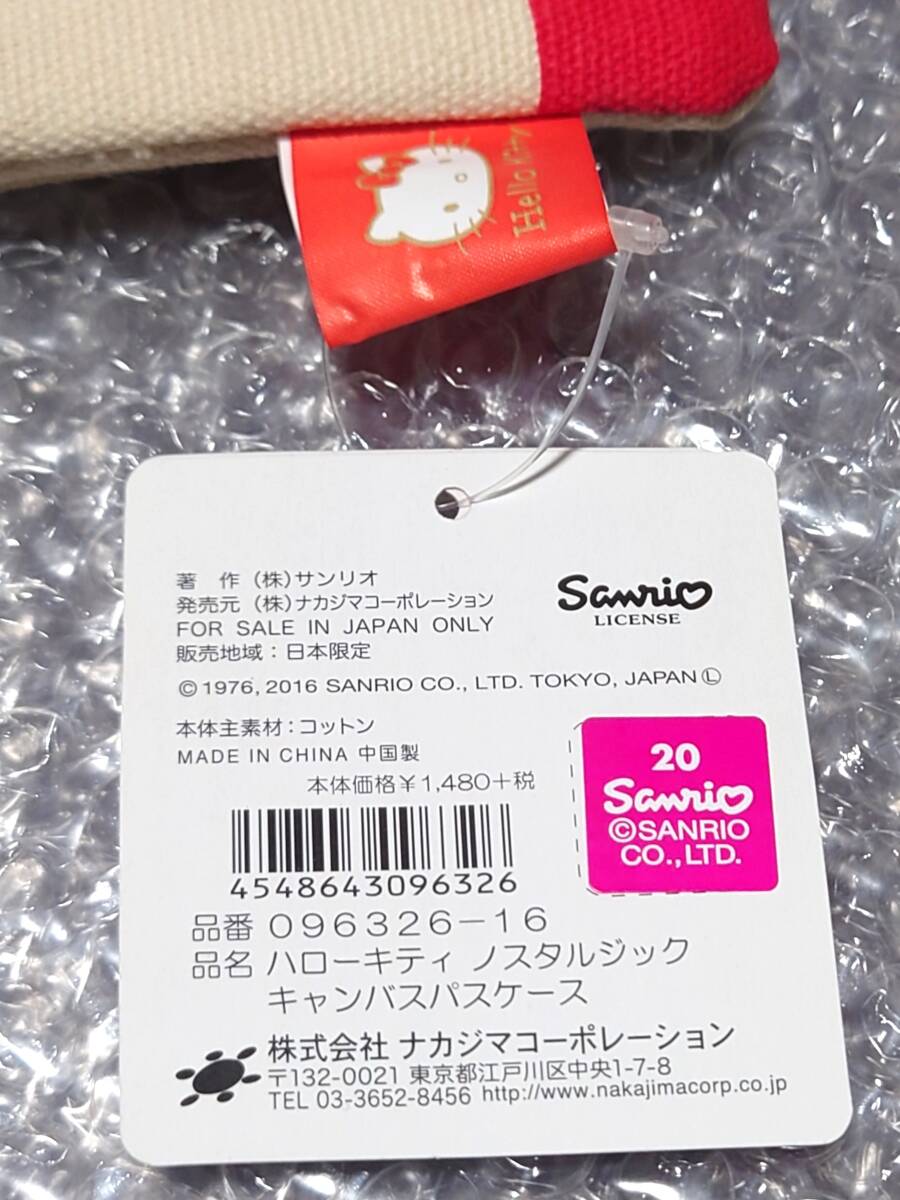 Hello Kitty
著　作 （株）サンリオ
発売元 （株）ナカジマコーポレーション
FOR SALE IN JAPAN ONLY
販売地域：日本限定
Sanrio
LICENSE
©1976, 2016 SANRIO CO., LTD. TOKYO, JAPAN Ⓛ
本体主素材：コットン
MADE IN CHINA 中国製
本体価格¥1,480+税
4548643096326
20
Sanrio
©SANRIO
CO.,LTD.
品番 096326-16
品名 ハローキティ ノスタルジック
キャンバスパスケース
株式会社 ナカジマコーポレーション
〒132-0021 東京都江戸川区中央1-7-8
TEL 03-3652-8456 http://www.nakajimacorp.co.jp